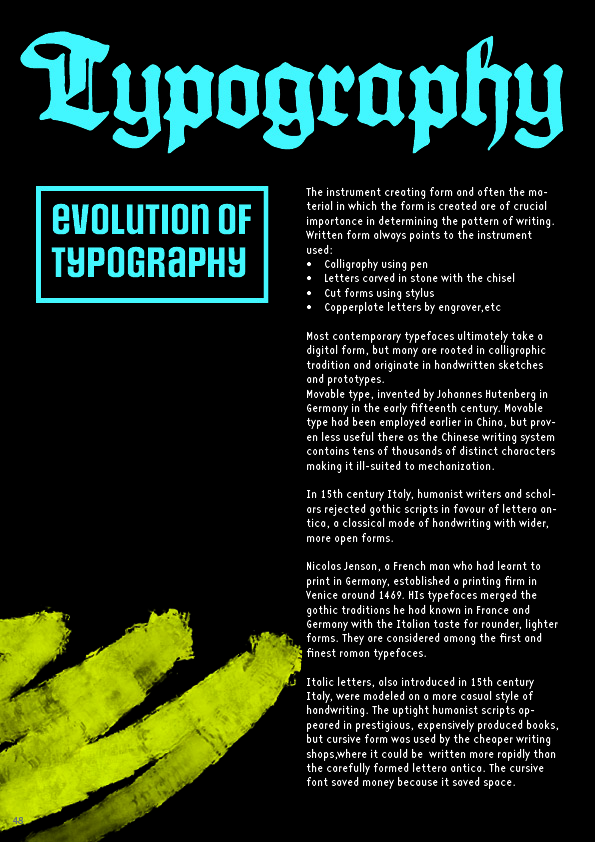 Typography
eVOLUTION OF
TYPOGRaPHY
The instrument creating form and often the ma-
terial in which the form is created are of crucial
importance in determining the pattern of writing.
Written form always points to the instrument
used:
• Calligraphy using pen
• Letters carved in stone with the chisel
• Cut forms using stylus
• Copperplate letters by engraver,etc
Most contemporary typefaces ultimately take a
digital form, but many are rooted in calligraphic
tradition and originate in handwritten sketches
and prototypes.
Movable type, invented by Johannes Hutenberg in
Germany in the early fifteenth century. Movable
type had been employed earlier in China, but prov-
en less useful there as the Chinese writing system
contains tens of thousands of distinct characters
making it ill-suited to mechanization.
In 15th century Italy, humanist writers and schol-
ars rejected gothic scripts in favour of lettera an-
tica, a classical mode of handwriting with wider,
more open forms.
Nicolas Jenson, a French man who had learnt to
print in Germany, established a printing firm in
Venice around 1469. HIs typefaces merged the
gothic traditions he had known in France and
Germany with the Italian taste for rounder, lighter
forms. They are considered among the first and
finest roman typefaces.
Italic letters, also introduced in 15th century
Italy, were modeled on a more casual style of
handwriting. The uptight humanist scripts ap-
peared in prestigious, expensively produced books,
but cursive form was used by the cheaper writing
shops,where it could be written more rapidly than
the carefully formed lettera antica. The cursive
font saved money because it saved space.
48